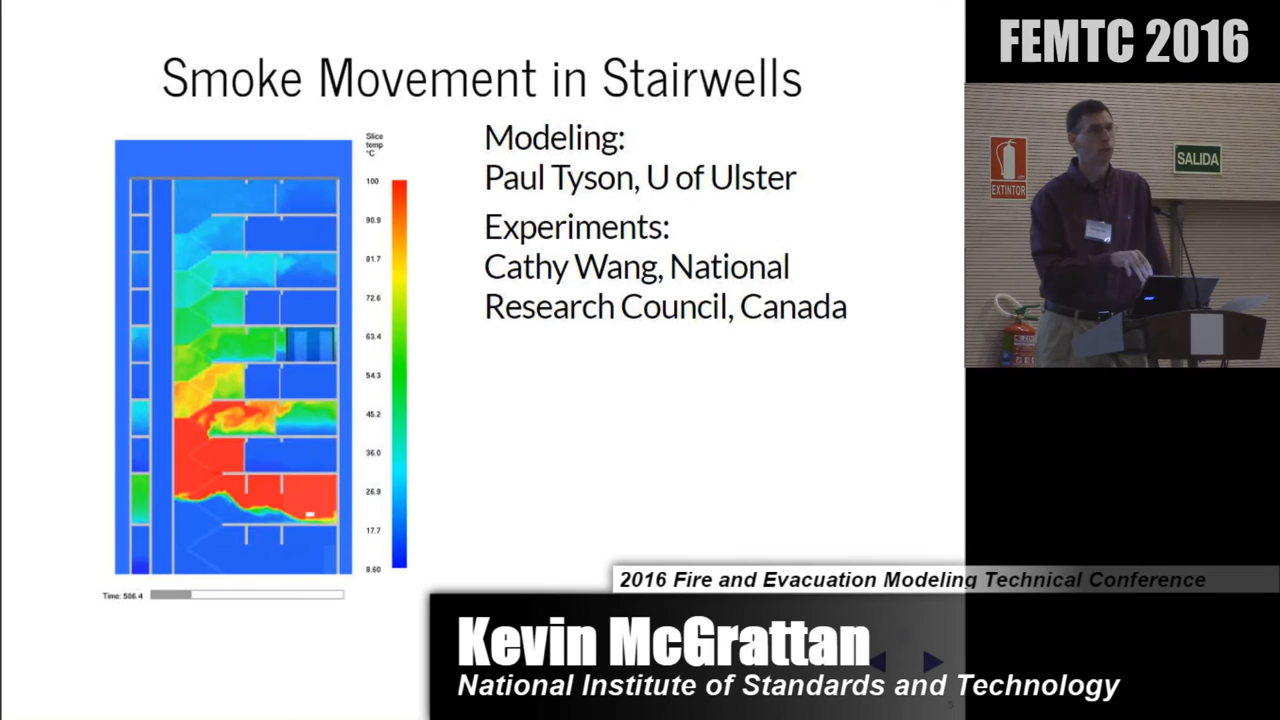 FEMTC 2016
Smoke Movement in Stairwells
Slice
temp
°C
100
90.9
81.7
72.6
63.4
54.3
45.2
36.0
26.9
17.7
8.60
Time: 506.4
Modeling:
Paul Tyson, U of Ulster
Experiments:
Cathy Wang, National
Research Council, Canada
EXTINTOR
SALIDA
2016 Fire and Evacuation Modeling Technical Conference
Kevin McGrattan
National Institute of Standards and Technology
5